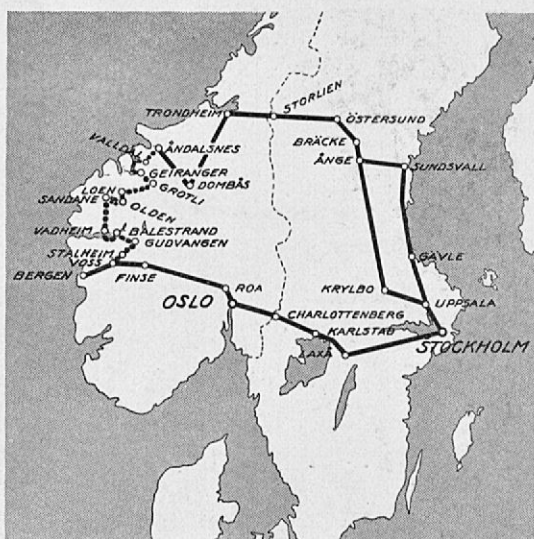 STORLIEN
TRONDHEIM
ÖSTERSUND
BRÄCKE
ÅNGE
SUNDSVALL
VALLDAL
ÅNDALSNES
GEIRANGER
GROTLI
DOMBÅS
LOEN
SANDANE
OLDEN
VADHEIM
BALESTRAND
GUDVANGEN
STALHEIM
VOSS
BERGEN
FINSE
GÄVLE
KRYLBO
UPPSALA
ROA
OSLO
CHARLOTTENBERG
KARLSTAD
STOCKHOLM
LAXÅ